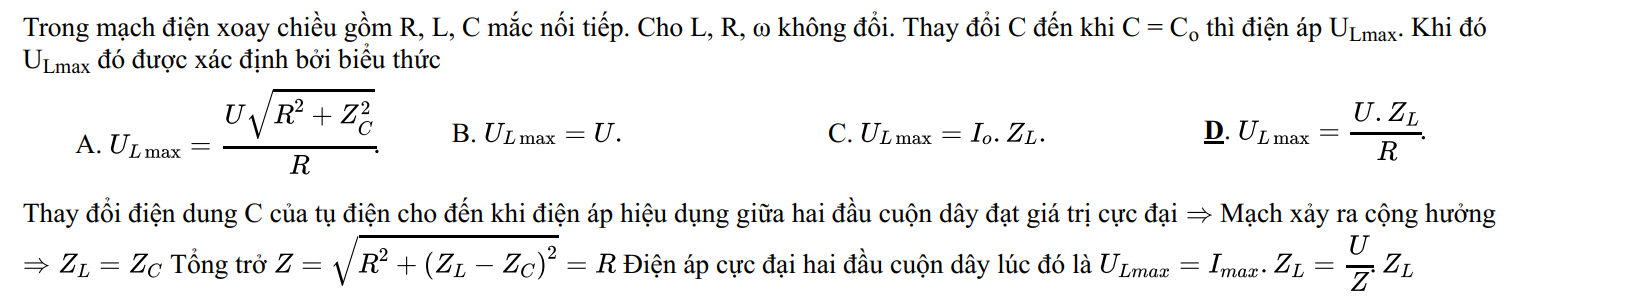 Trong mạch điện xoay chiều gồm R, L, C mắc nối tiếp. Cho L, R, ω không đổi. Thay đổi C đến khi C = C₀ thì điện áp U_Lmax. Khi đó
U_Lmax đó được xác định bởi biểu thức
A. U_{L max} = \frac{U\sqrt{R^2 + Z_C^2}}{R}. B. U_{L max} = U. C. U_{L max} = I_o. Z_L. D. U_{L max} = \frac{U. Z_L}{R}.
Thay đổi điện dung C của tụ điện cho đến khi điện áp hiệu dụng giữa hai đầu cuộn dây đạt giá trị cực đại ⇒ Mạch xảy ra cộng hưởng
⇒ Z_L = Z_C Tổng trở Z = \sqrt{R^2 + (Z_L − Z_C)^2} = R Điện áp cực đại hai đầu cuộn dây lúc đó là U_{Lmax} = I_{max}. Z_L = \frac{U}{Z}. Z_L